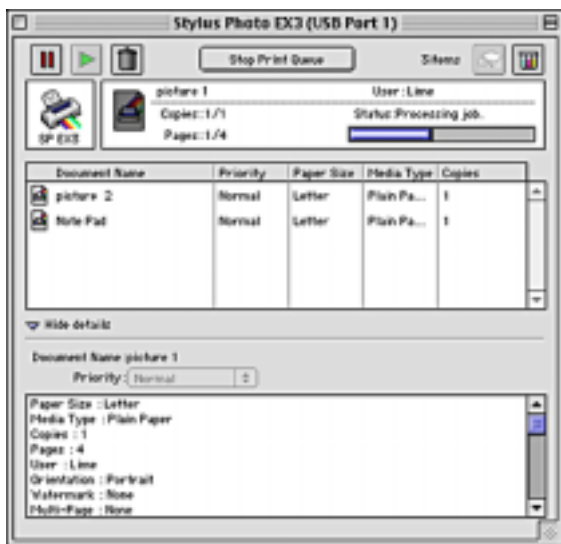 Stylus Photo EX3 (USB Port 1)
Stop Print Queue 3items
picture 1 User :Lime
Copies :1/1 Status :Processing job.
Pages :1/4
SP EX3
Document Name Priority Paper Size Media Type Copies
picture 2 Normal Letter Plain Pa... 1
Note Pad Normal Letter Plain Pa... 1
Hide details
Document Name :picture 1
Priority : Normal
Paper Size : Letter
Media Type : Plain Paper
Copies : 1
Pages : 4
User : Lime
Orientation : Portrait
Watermark : None
Multi-Page : None